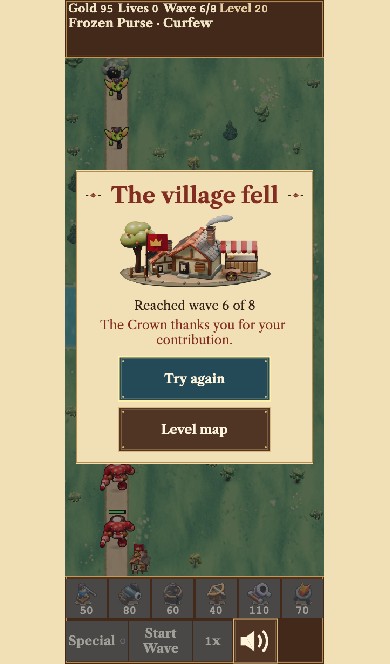 Gold 95 Lives 0 Wave 6/8 Level 20
Frozen Purse · Curfew
The village fell
Reached wave 6 of 8
The Crown thanks you for your
contribution.
Try again
Level map
50 80 60 40 110 70
Special
Start
Wave
1x